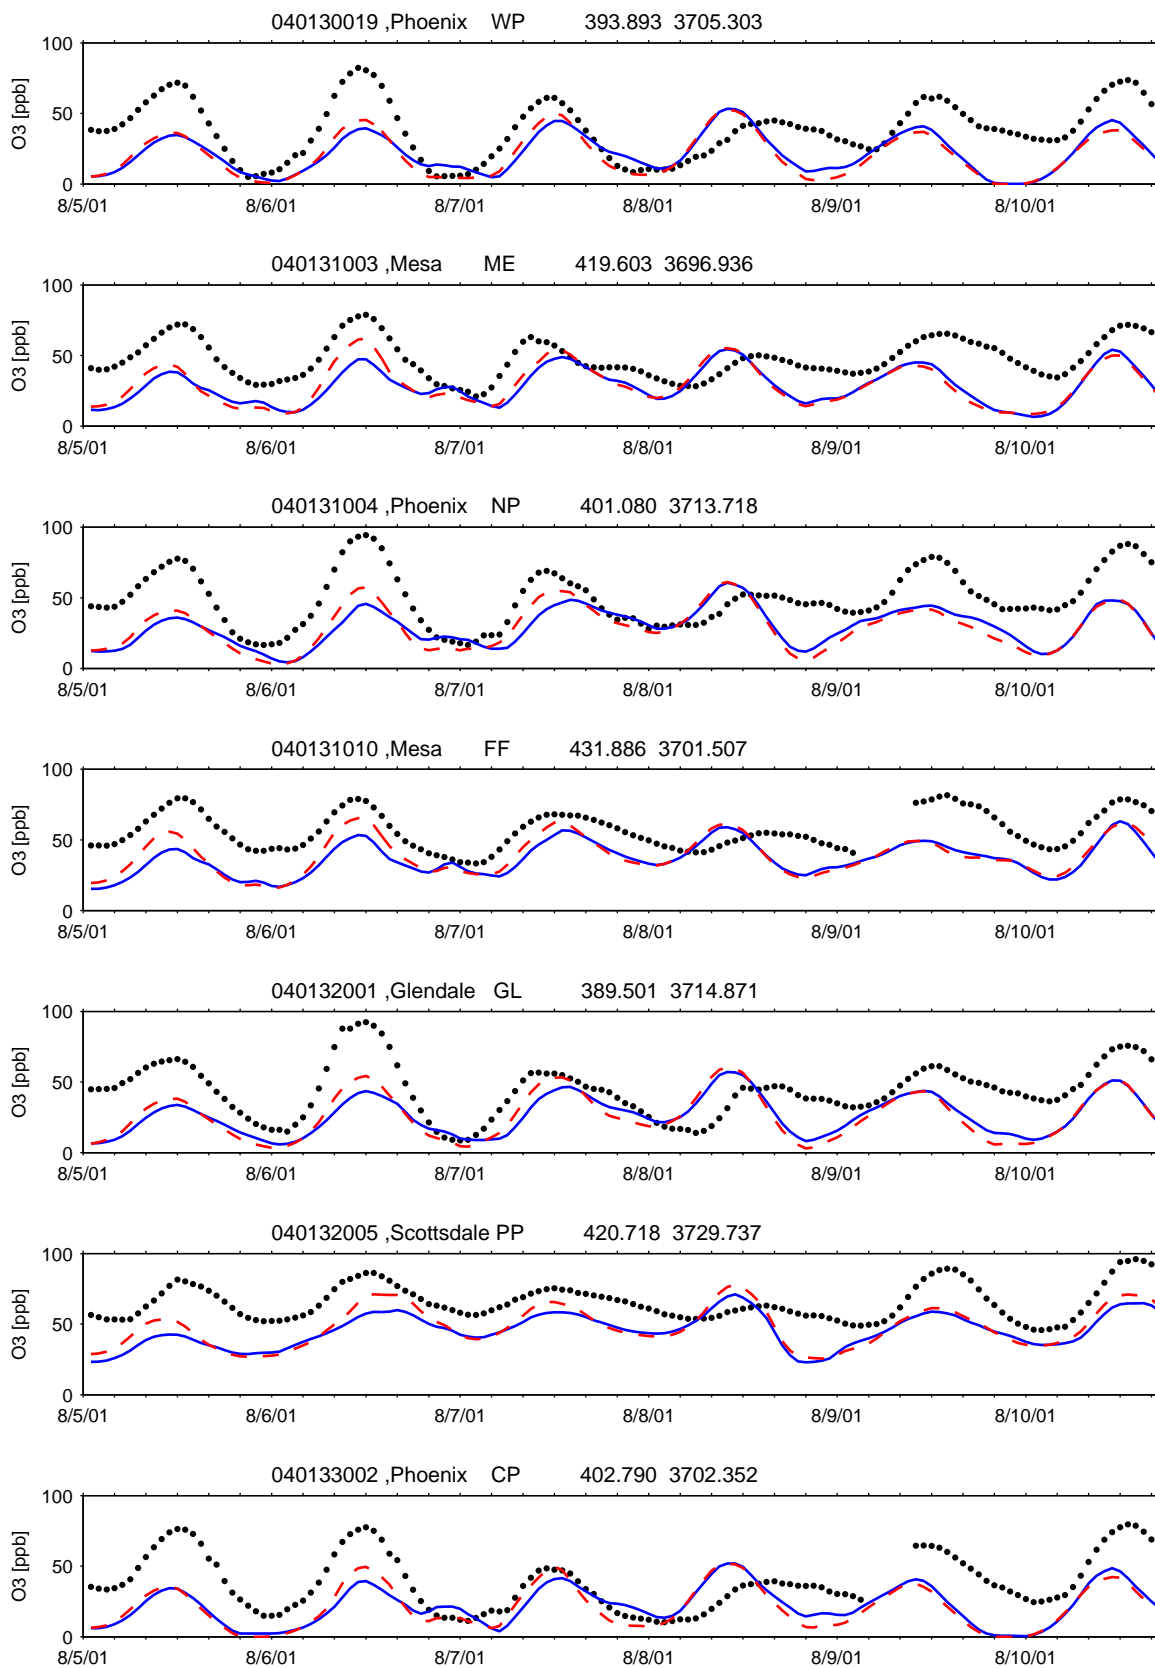 040130019 ,Phoenix WP 393.893 3705.303
100
50
0
O3 [ppb]
8/5/01 8/6/01 8/7/01 8/8/01 8/9/01 8/10/01
040131003 ,Mesa ME 419.603 3696.936
100
50
0
O3 [ppb]
8/5/01 8/6/01 8/7/01 8/8/01 8/9/01 8/10/01
040131004 ,Phoenix NP 401.080 3713.718
100
50
0
O3 [ppb]
8/5/01 8/6/01 8/7/01 8/8/01 8/9/01 8/10/01
040131010 ,Mesa FF 431.886 3701.507
100
50
0
O3 [ppb]
8/5/01 8/6/01 8/7/01 8/8/01 8/9/01 8/10/01
040132001 ,Glendale GL 389.501 3714.871
100
50
0
O3 [ppb]
8/5/01 8/6/01 8/7/01 8/8/01 8/9/01 8/10/01
040132005 ,Scottsdale PP 420.718 3729.737
100
50
0
O3 [ppb]
8/5/01 8/6/01 8/7/01 8/8/01 8/9/01 8/10/01
040133002 ,Phoenix CP 402.790 3702.352
100
50
0
O3 [ppb]
8/5/01 8/6/01 8/7/01 8/8/01 8/9/01 8/10/01